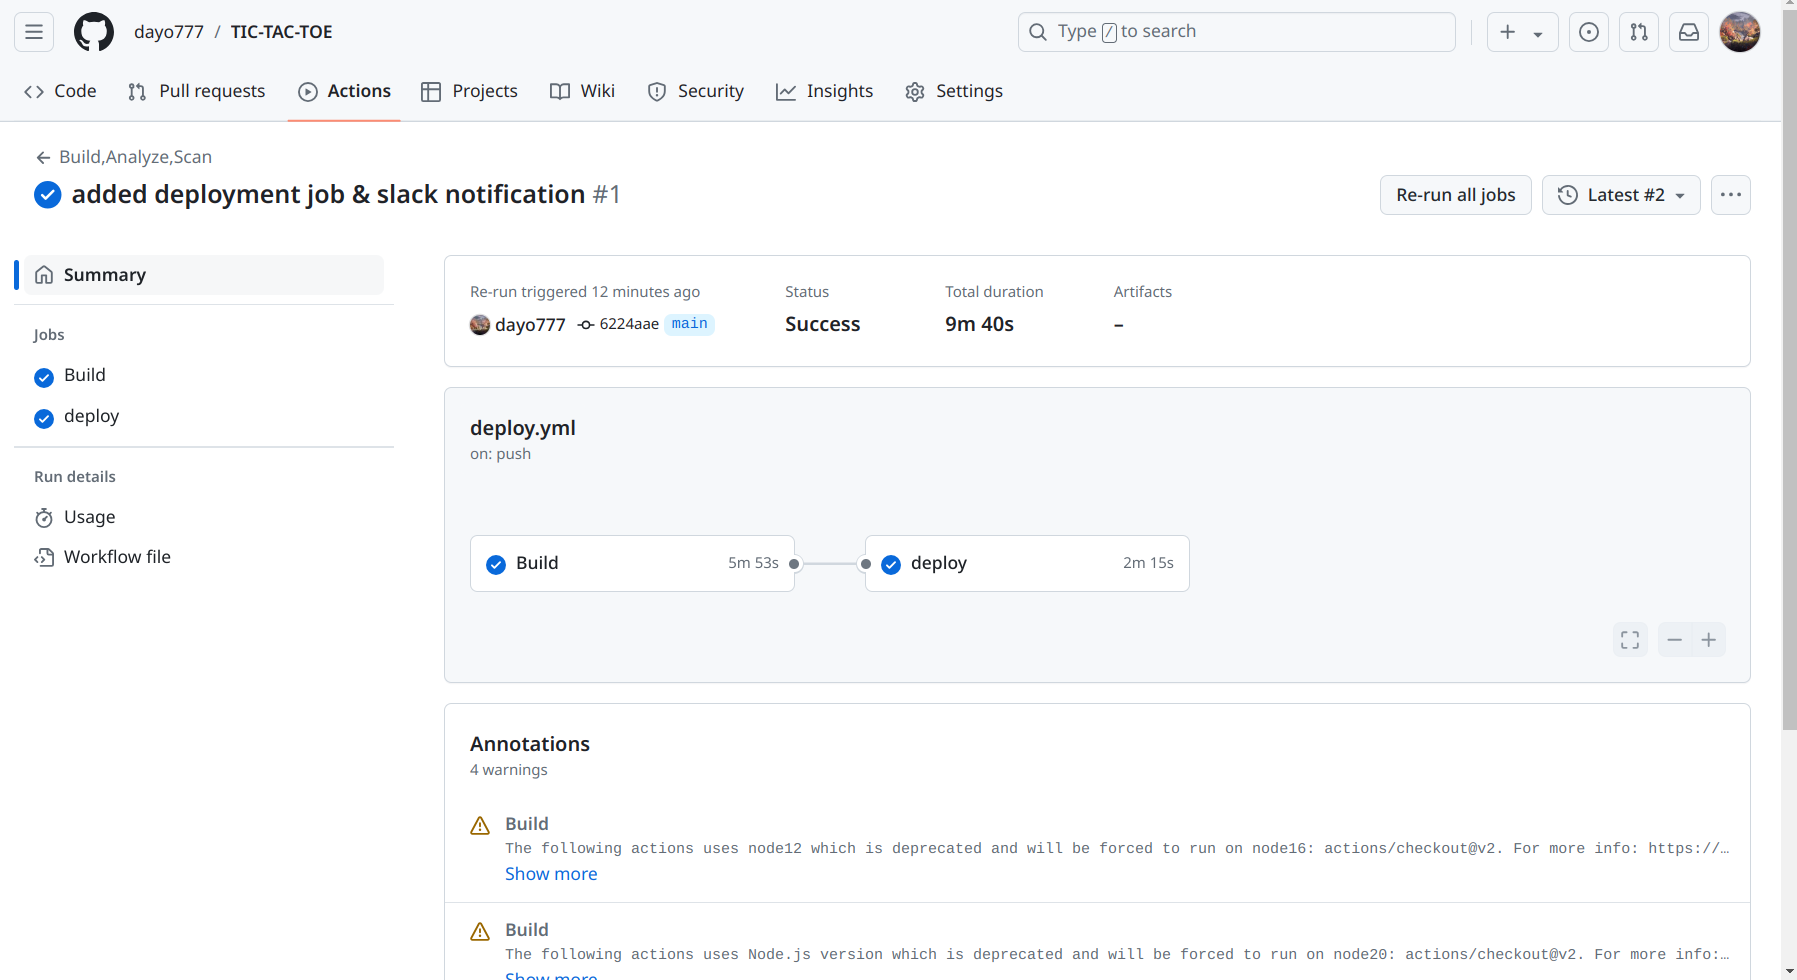 dayo777 / TIC-TAC-TOE
Type / to search
Code Pull requests Actions Projects Wiki Security Insights Settings
Build,Analyze,Scan
added deployment job & slack notification #1
Re-run all jobs
Latest #2
Summary
Jobs
Build
deploy
Run details
Usage
Workflow file
Re-run triggered 12 minutes ago
dayo777 6224aae main
Status
Success
Total duration
9m 40s
Artifacts
–
deploy.yml
on: push
Build 5m 53s
deploy 2m 15s
Annotations
4 warnings
Build
The following actions uses node12 which is deprecated and will be forced to run on node16: actions/checkout@v2. For more info: https://…
Show more
Build
The following actions uses Node.js version which is deprecated and will be forced to run on node20: actions/checkout@v2. For more info:…
Show more